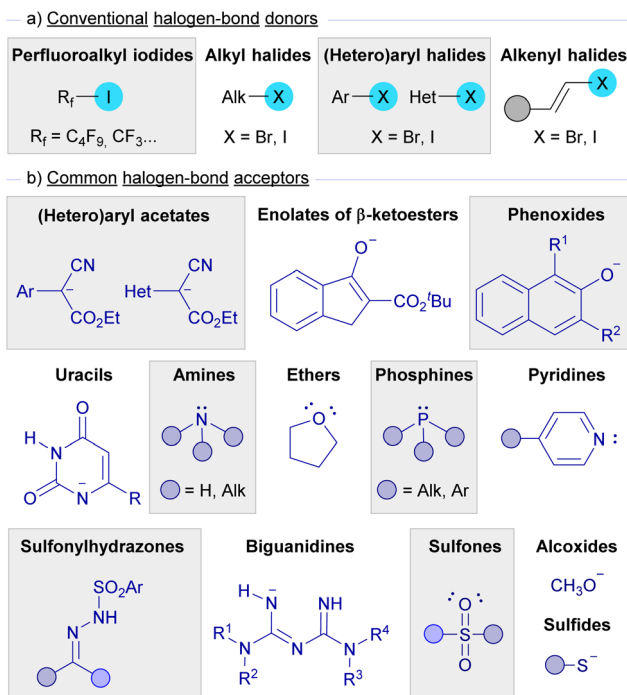 a) Conventional halogen-bond donors
Perfluoroalkyl iodides
Alkyl halides
(Hetero)aryl halides
Alkenyl halides
R_f — I
Alk — X
Ar — X
Het — X
X
R_f = C₄F₉, CF₃...
X = Br, I
X = Br, I
X = Br, I
b) Common halogen-bond acceptors
(Hetero)aryl acetates
Enolates of β-ketoesters
Phenoxides
Ar
CN
−
CO₂Et
Het
CN
−
CO₂Et
O⁻
CO₂ᵗBu
R¹
O⁻
R²
Uracils
Amines
Ethers
Phosphines
Pyridines
O
H
N
O
N
−
R
N
= H, Alk
O
P
= Alk, Ar
N
Sulfonylhydrazones
Biguanidines
Sulfones
Alcoxides
SO₂Ar
NH
N
H
N
−
NH
R¹
N
N
N
R⁴
R²
R³
O
S
O
CH₃O⁻
Sulfides
S⁻